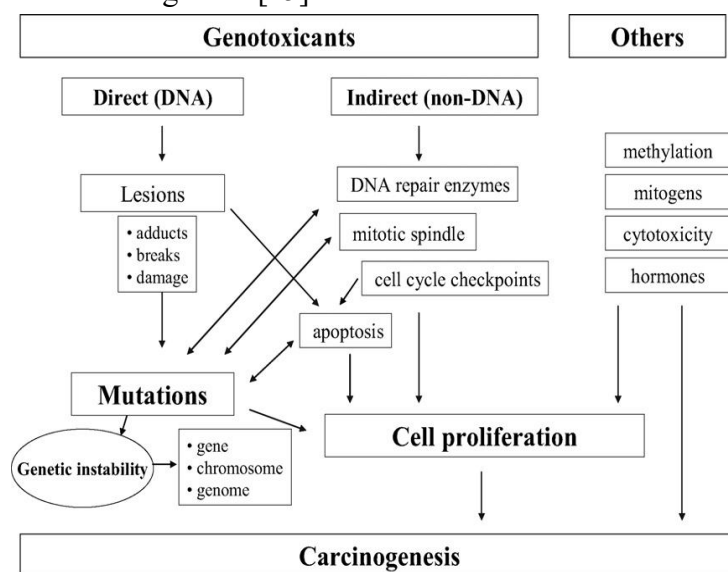 Genotoxicants
Others
Direct (DNA)
Indirect (non-DNA)
Lesions
• adducts
• breaks
• damage
DNA repair enzymes
mitotic spindle
cell cycle checkpoints
apoptosis
methylation
mitogens
cytotoxicity
hormones
Mutations
Cell proliferation
Genetic instability
• gene
• chromosome
• genome
Carcinogenesis